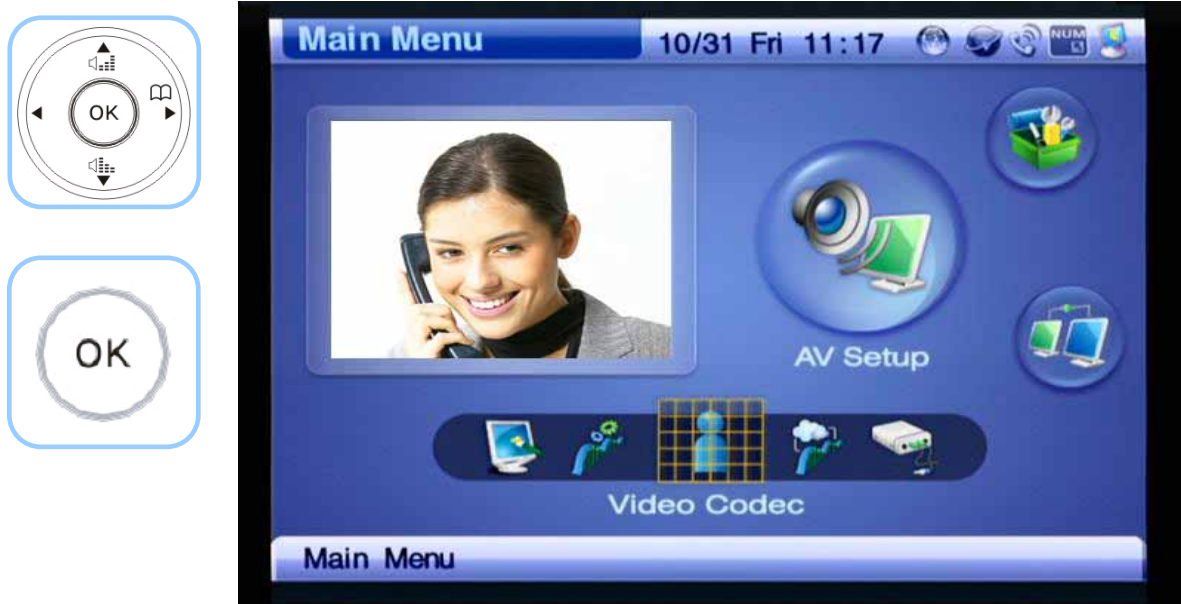 OK
OK
Main Menu
10/31 Fri 11:17
NUM
AV Setup
Video Codec
Main Menu